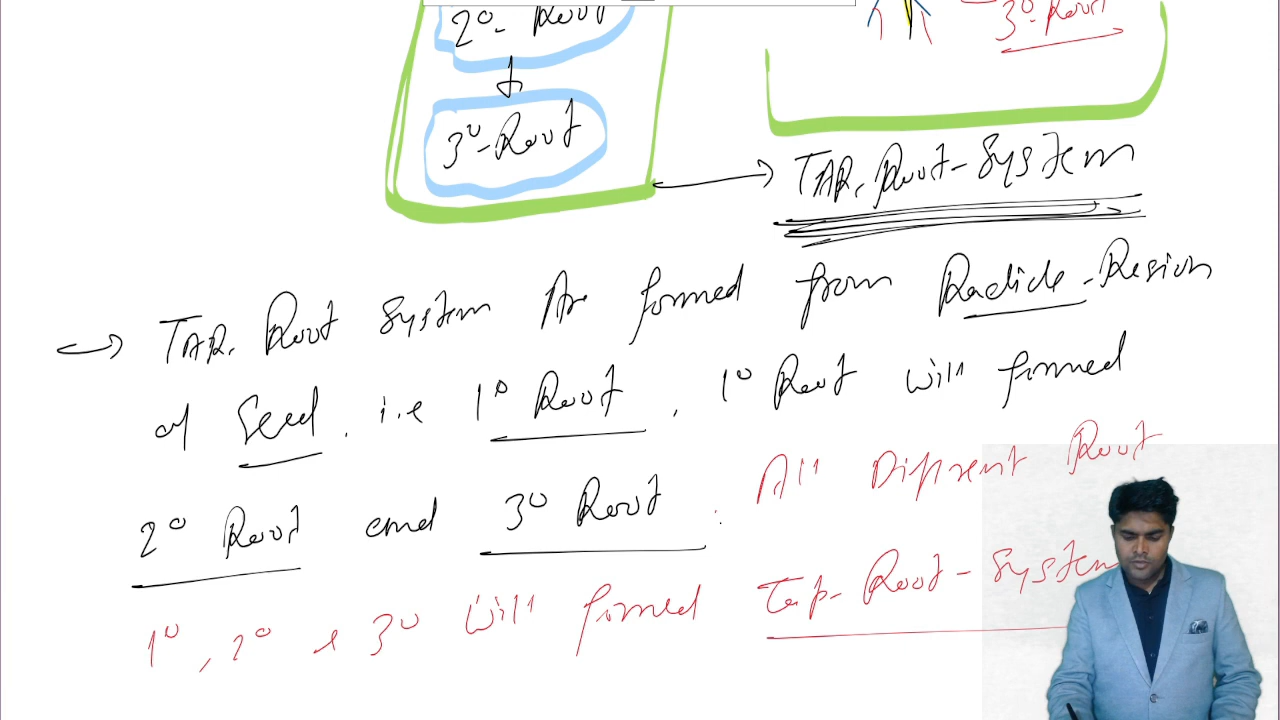 2° - Root
3° Root
3° - Root
TAP. Root - System
TAP. Root System Are formed from Radicle - Region
of Seed. i.e 1° Root, 1° Root will formed
2° Root and 3° Root. All Different Root
1°, 2° & 3° will formed Tap - Root - System